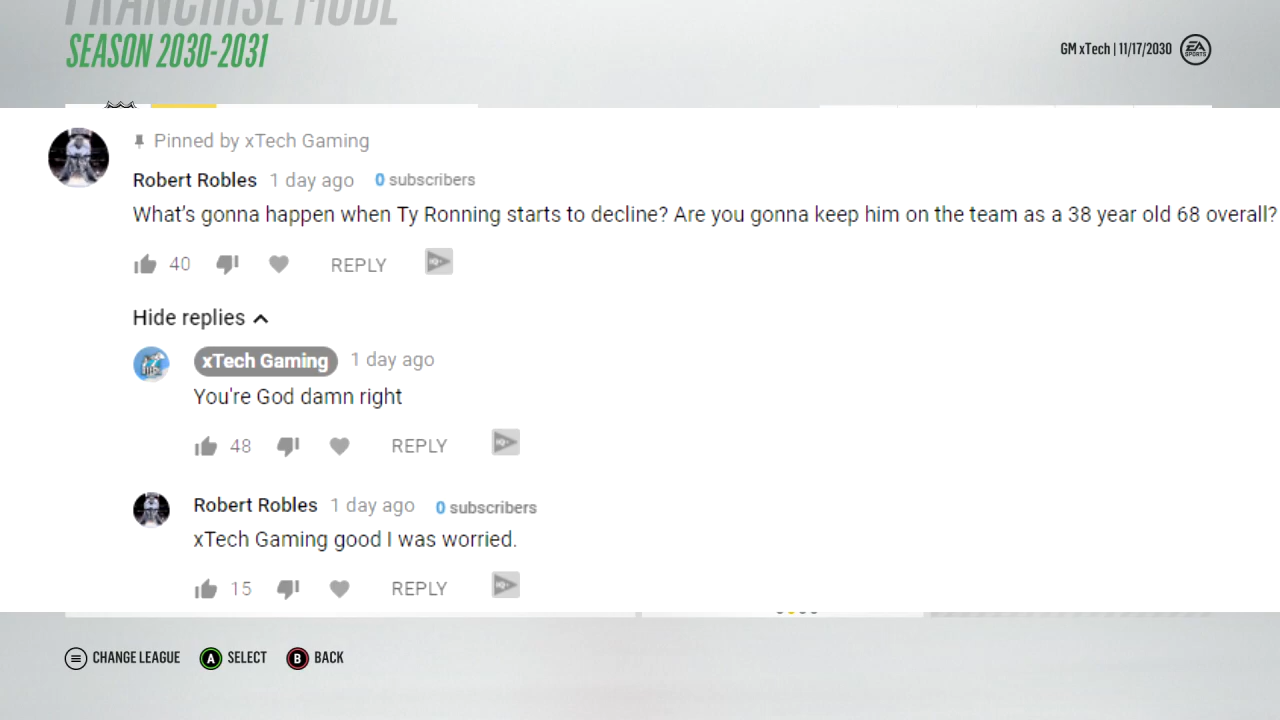 FRANCHISE MODE
SEASON 2030-2031
GM xTech | 11/17/2030
EA
SPORTS
Pinned by xTech Gaming
Robert Robles 1 day ago 0 subscribers
What's gonna happen when Ty Ronning starts to decline? Are you gonna keep him on the team as a 38 year old 68 overall?
40 REPLY
Hide replies
xTech Gaming 1 day ago
You're God damn right
48 REPLY
Robert Robles 1 day ago 0 subscribers
xTech Gaming good I was worried.
15 REPLY
CHANGE LEAGUE A SELECT B BACK